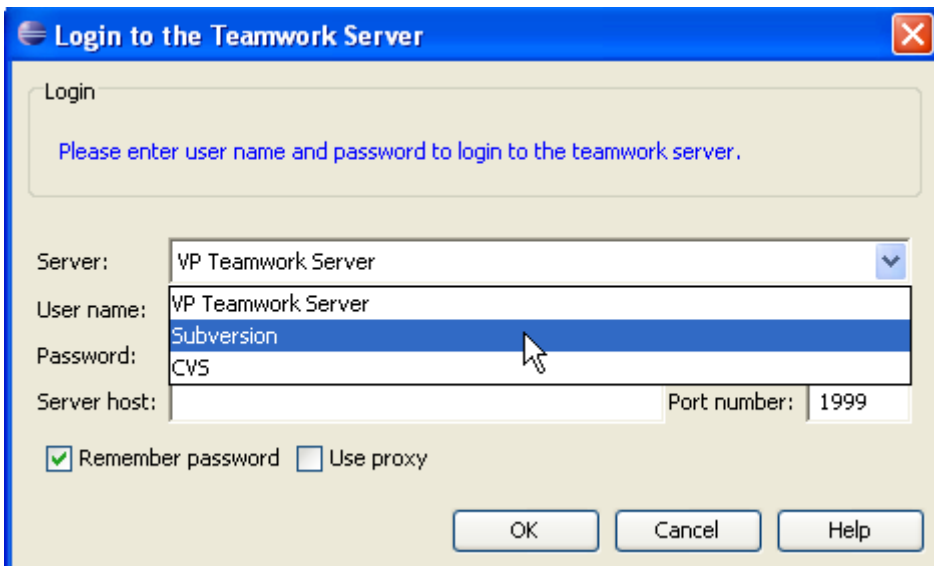 Login to the Teamwork Server
Login
Please enter user name and password to login to the teamwork server.
Server: VP Teamwork Server
User name: VP Teamwork Server
Subversion
Password: CVS
Server host: Port number: 1999
Remember password Use proxy
OK Cancel Help